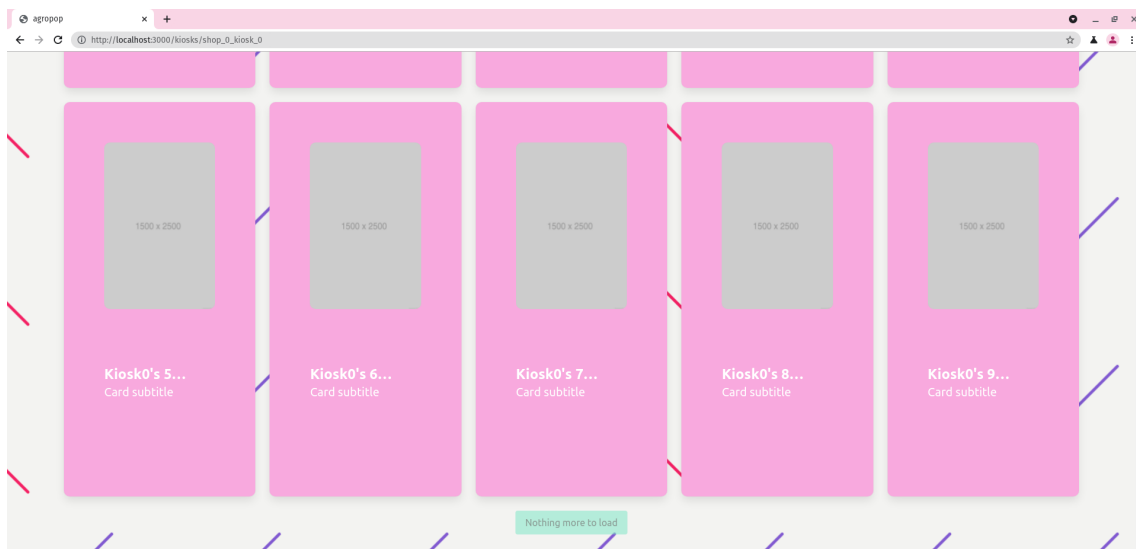 agropop
http://localhost:3000/kiosks/shop_0_kiosk_0
1500 x 2500
1500 x 2500
1500 x 2500
1500 x 2500
1500 x 2500
Kiosk0's 5...
Card subtitle
Kiosk0's 6...
Card subtitle
Kiosk0's 7...
Card subtitle
Kiosk0's 8...
Card subtitle
Kiosk0's 9...
Card subtitle
Nothing more to load